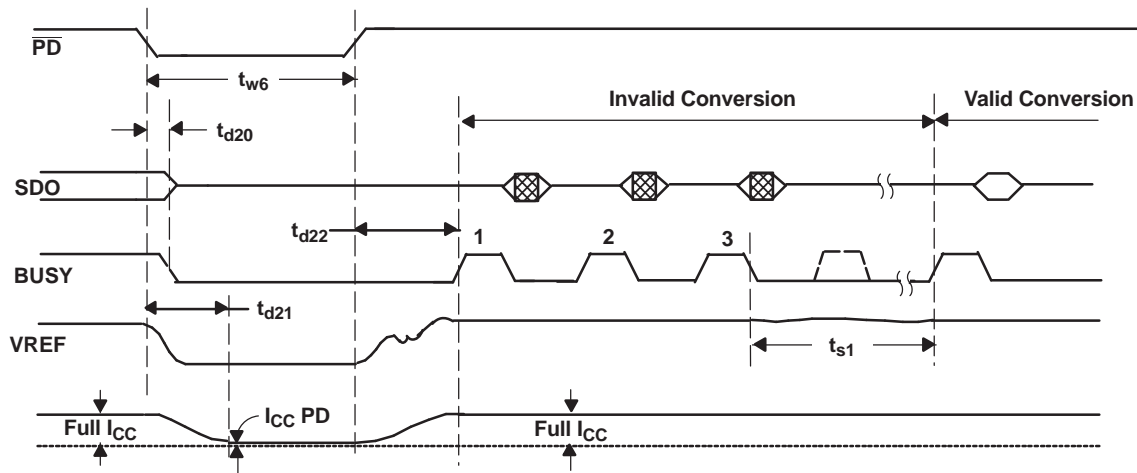 PD
tw6
Invalid Conversion
Valid Conversion
td20
SDO
td22
1
2
3
BUSY
td21
VREF
ts1
ICC PD
Full ICC
Full ICC